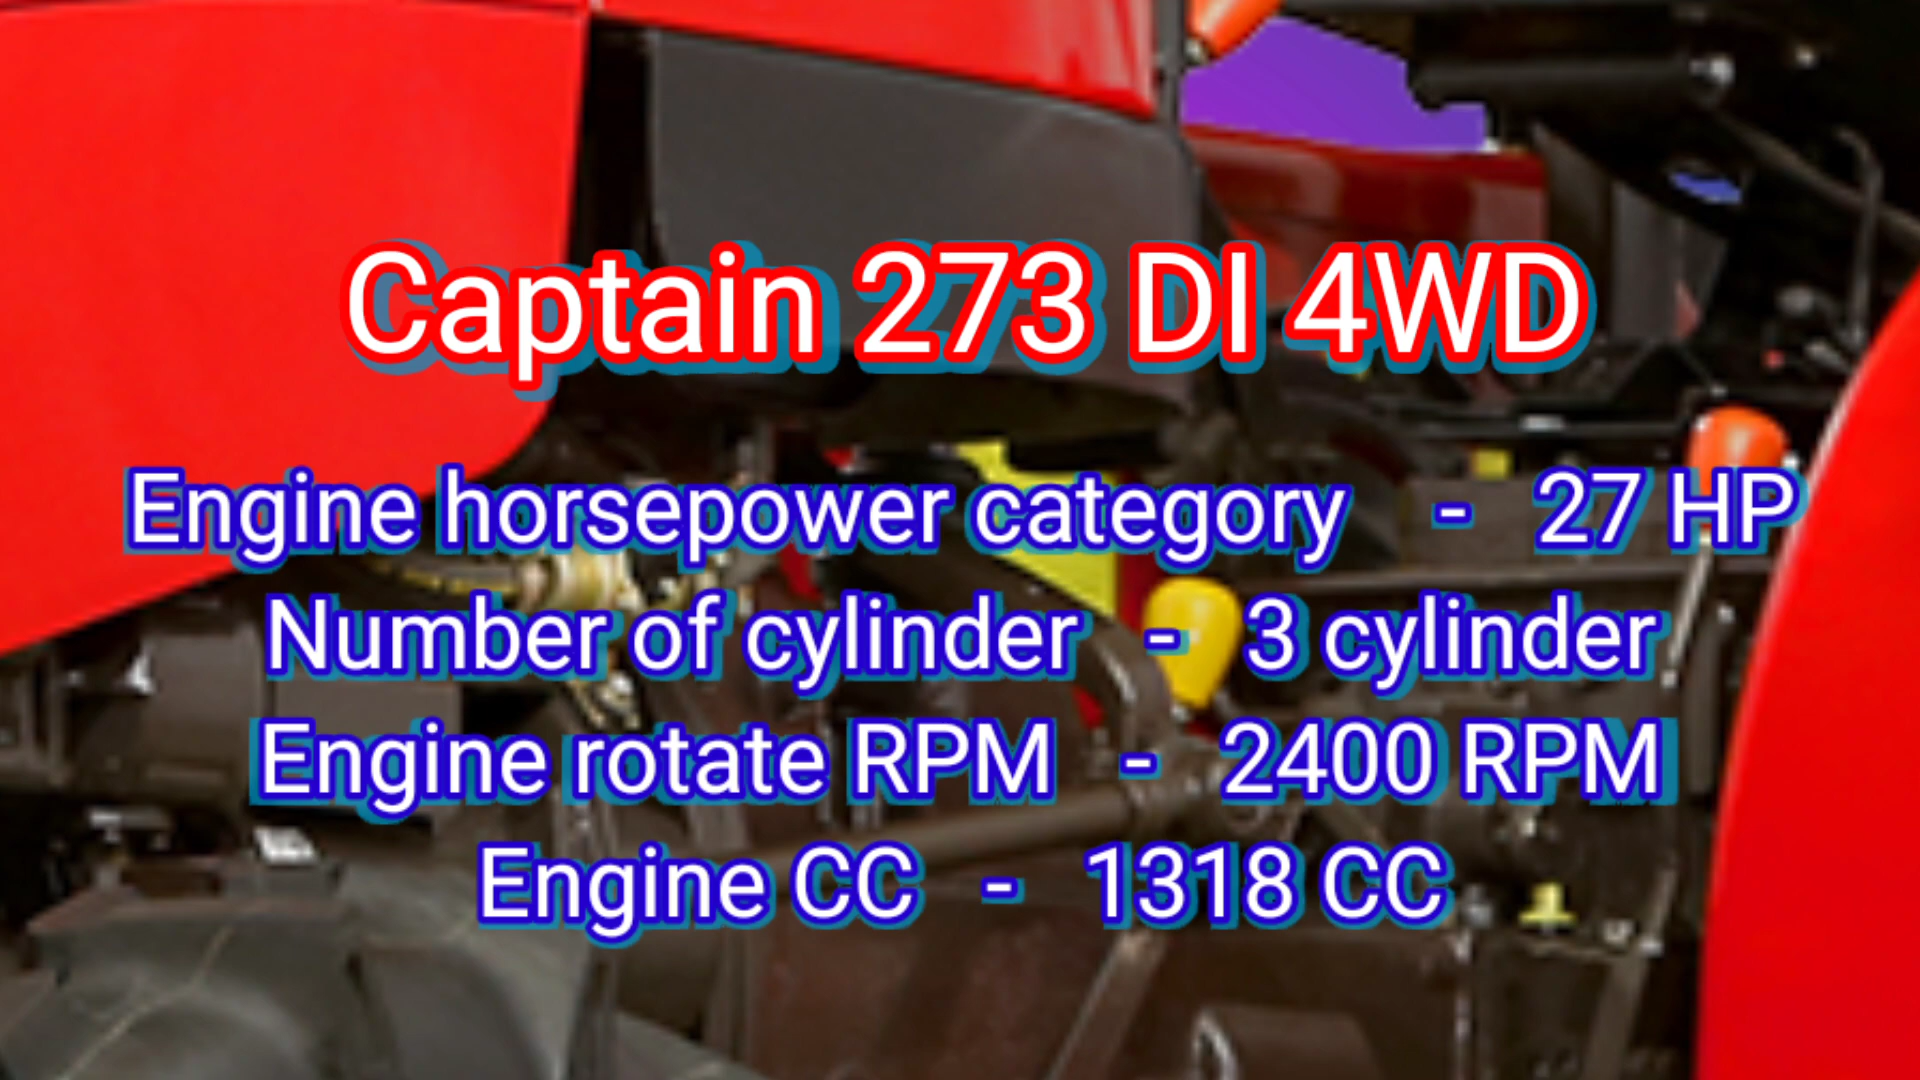 Captain 273 DI 4WD
Engine horsepower category - 27 HP
Number of cylinder - 3 cylinder
Engine rotate RPM - 2400 RPM
Engine CC - 1318 CC